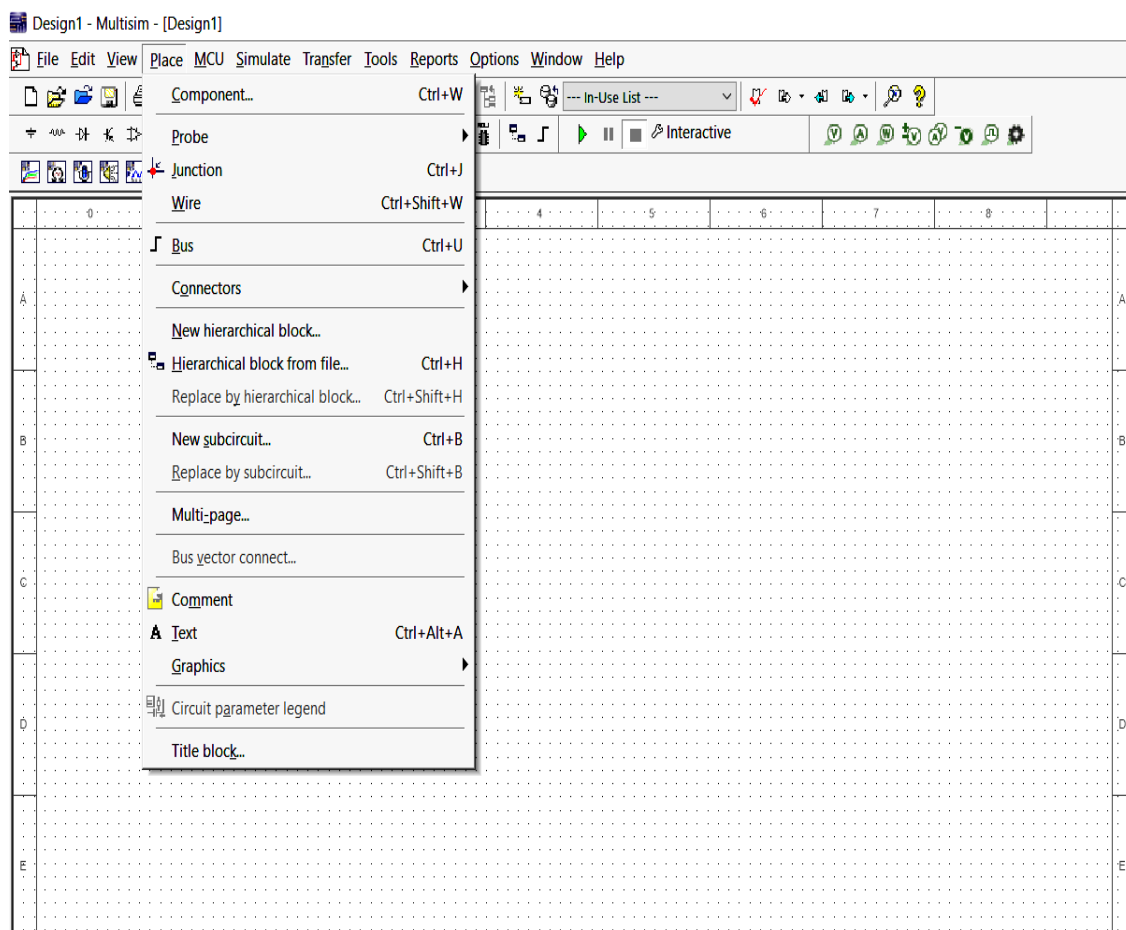 Design1 - Multisim - [Design1]
File Edit View Place MCU Simulate Transfer Tools Reports Options Window Help
--- In-Use List ---
Interactive
Component... Ctrl+W
Probe
Junction Ctrl+J
Wire Ctrl+Shift+W
Bus Ctrl+U
Connectors
New hierarchical block...
Hierarchical block from file... Ctrl+H
Replace by hierarchical block... Ctrl+Shift+H
New subcircuit... Ctrl+B
Replace by subcircuit... Ctrl+Shift+B
Multi-page...
Bus vector connect...
Comment
Text Ctrl+Alt+A
Graphics
Circuit parameter legend
Title block...
0 4 5 6 7 8
A A
B B
C C
D D
E E